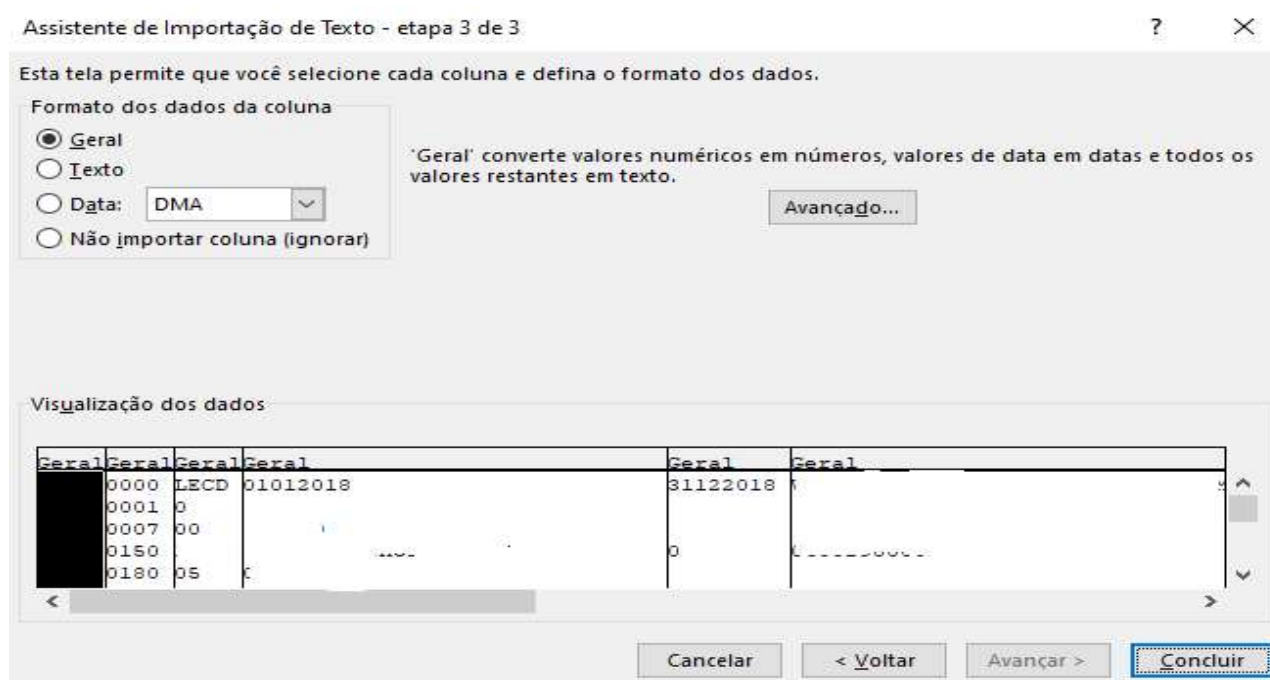 Assistente de Importação de Texto - etapa 3 de 3
?
Esta tela permite que você selecione cada coluna e defina o formato dos dados.
Formato dos dados da coluna
Geral
Texto
Data: DMA
Não importar coluna (ignorar)
'Geral' converte valores numéricos em números, valores de data em datas e todos os
valores restantes em texto.
Avançado...
Visualização dos dados
Geral Geral Geral Geral Geral Geral
0000 LECD 01012018 31122018
0001 0
0007 00
0150 0
0180 05
Cancelar < Voltar Avançar > Concluir